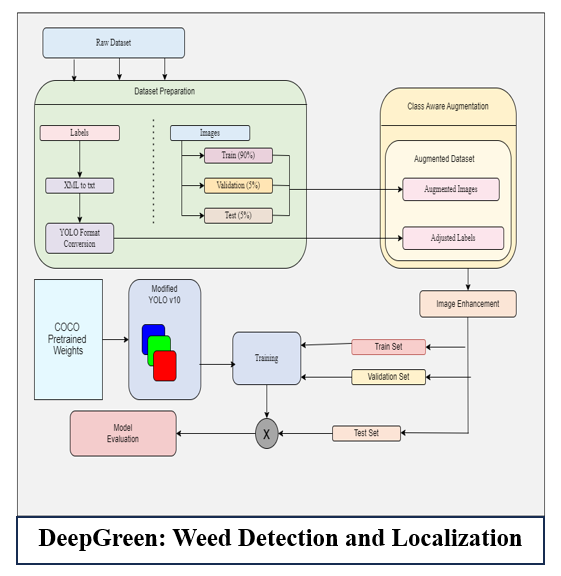 Raw Dataset
Dataset Preparation
Labels
XML to txt
YOLO Format
Conversion
Images
Train (90%)
Validation (5%)
Test (5%)
Class Aware Augmentation
Augmented Dataset
Augmented Images
Adjusted Labels
Image Enhancement
COCO
Pretrained
Weights
Modified
YOLO v10
Training
Train Set
Validation Set
Test Set
X
Model
Evaluation
DeepGreen: Weed Detection and Localization